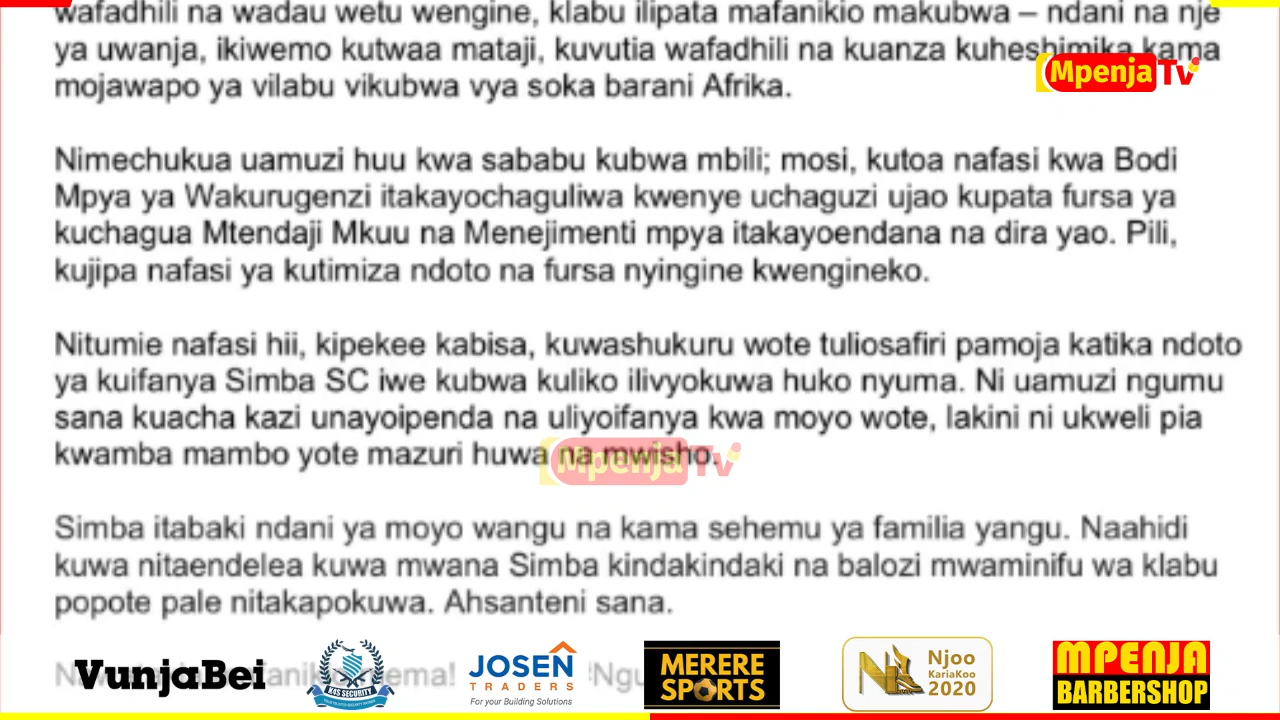 wafadhili na wadau wetu wengine, klabu ilipata mafanikio makubwa – ndani na nje
ya uwanja, ikiwemo kutwaa mataji, kuvutia wafadhili na kuanza kuheshimika kama
mojawapo ya vilabu vikubwa vya soka barani Afrika.
MpenjaTv
Nimechukua uamuzi huu kwa sababu kubwa mbili; mosi, kutoa nafasi kwa Bodi
Mpya ya Wakurugenzi itakayochaguliwa kwenye uchaguzi ujao kupata fursa ya
kuchagua Mtendaji Mkuu na Menejimenti mpya itakayoendana na dira yao. Pili,
kujipa nafasi ya kutimiza ndoto na fursa nyingine kwengineko.
Nitumie nafasi hii, kipekee kabisa, kuwashukuru wote tuliosafiri pamoja katika ndoto
ya kuifanya Simba SC iwe kubwa kuliko ilivyokuwa huko nyuma. Ni uamuzi ngumu
sana kuacha kazi unayoipenda na uliyoifanya kwa moyo wote, lakini ni ukweli pia
kwamba mambo yote mazuri huwa na mwisho.
MpenjaTv
Simba itabaki ndani ya moyo wangu na kama sehemu ya familia yangu. Naahidi
kuwa nitaendelea kuwa mwana Simba kindakindaki na balozi mwaminifu wa klabu
popote pale nitakapokuwa. Ahsanteni sana.
VunjaBei
K4S SECURITY
JOSEN
TRADERS
For your Building Solutions
MERERE
SPORTS
Njoo
KariaKoo
2020
MPENJA
BARBERSHOP